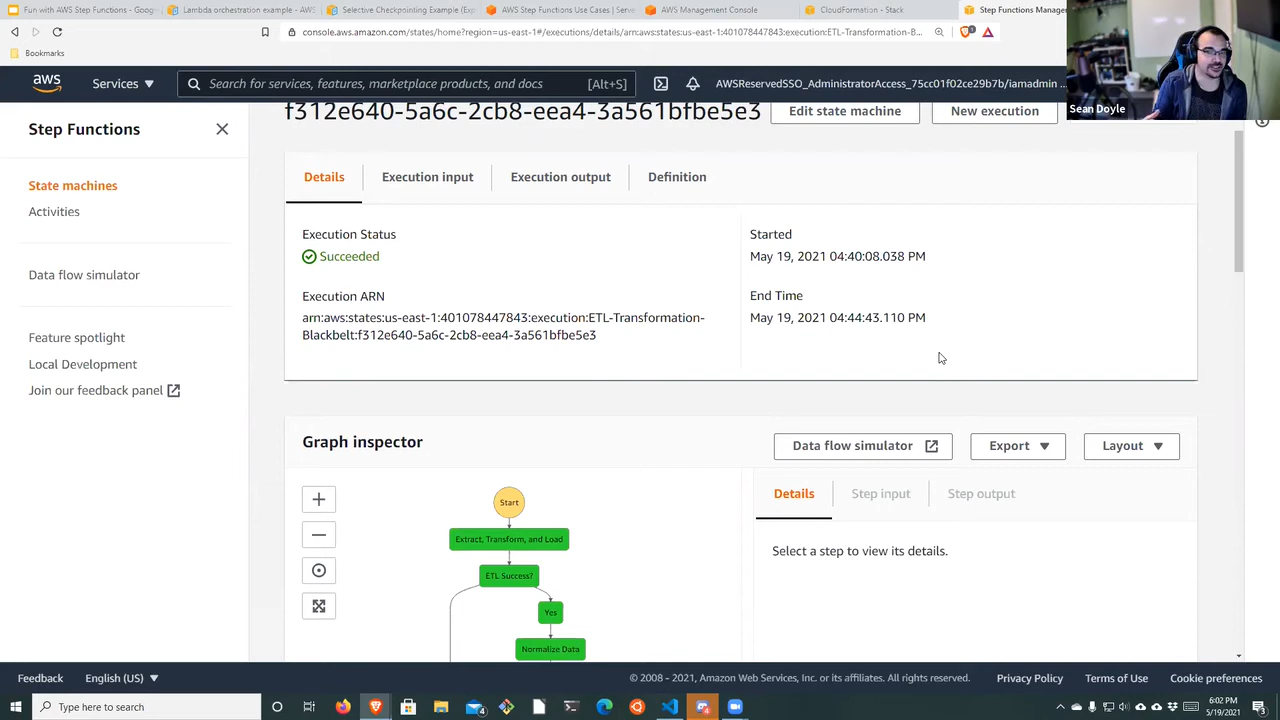 Fun with AWS Step Functions - Google
Lambda orchestration example - AWS
Selective Checkpointing Example (Ex
AWS Step Functions Use Cases | Serve
AWS Management Console
CloudFormation - Stack
Step Functions Manage
console.aws.amazon.com/states/home?region=us-east-1#/executions/details/arn:aws:states:us-east-1:401078447843:execution:ETL-Transformation-B...
Bookmarks
aws
Services
Search for services, features, marketplace products, and docs
[Alt+S]
AWSReservedSSO_AdministratorAccess_75cc01f02ce29b7b/iamadmin ...
Sean Doyle
Step Functions
f312e640-5a6c-2cb8-eea4-3a561bfbe5e3
Edit state machine
New execution
State machines
Activities
Data flow simulator
Feature spotlight
Local Development
Join our feedback panel
Details
Execution input
Execution output
Definition
Execution Status
Succeeded
Execution ARN
arn:aws:states:us-east-1:401078447843:execution:ETL-Transformation-
Blackbelt:f312e640-5a6c-2cb8-eea4-3a561bfbe5e3
Started
May 19, 2021 04:40:08.038 PM
End Time
May 19, 2021 04:44:43.110 PM
Graph inspector
Data flow simulator
Export
Layout
Start
Extract, Transform, and Load
ETL Success?
Yes
Normalize Data
Details
Step input
Step output
Select a step to view its details.
Feedback
English (US)
© 2008 - 2021, Amazon Web Services, Inc. or its affiliates. All rights reserved.
Privacy Policy
Terms of Use
Cookie preferences
Type here to search
4
6:02 PM
5/19/2021
3